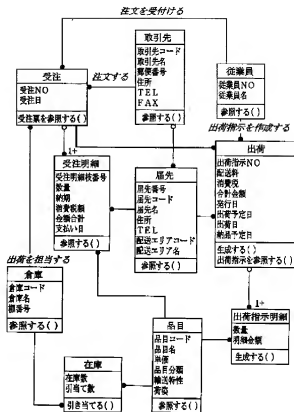 注文を受付ける
取引先
取引先コード
取引先名
郵便番号
住所
TEL
FAX
参照する()
受注
受注NO
受注日
受注票を参照する()
注文する
従業員
従業員NO
従業員名
参照する()
出荷指示を作成する
1+
受注明細
受注明細枝番号
数量
納期
消費税額
金額合計
支払い日
参照する()
届先
届先番号
届先コード
届先名
住所
TEL
配送エリアコード
配送エリア名
参照する()
出荷
出荷指示NO
配送料
消費税
合計金額
発行日
出荷予定日
出荷日
納品予定日
生成する()
出荷指示を参照する()
出荷を担当する
倉庫
倉庫コード
倉庫名
棚番号
参照する()
1+
出荷指示明細
数量
明細金額
生成する()
品目
品目コード
品目名
単価
品目分類
輸送特性
荷姿
参照する()
在庫
在庫数
引当て数
引き当てる()